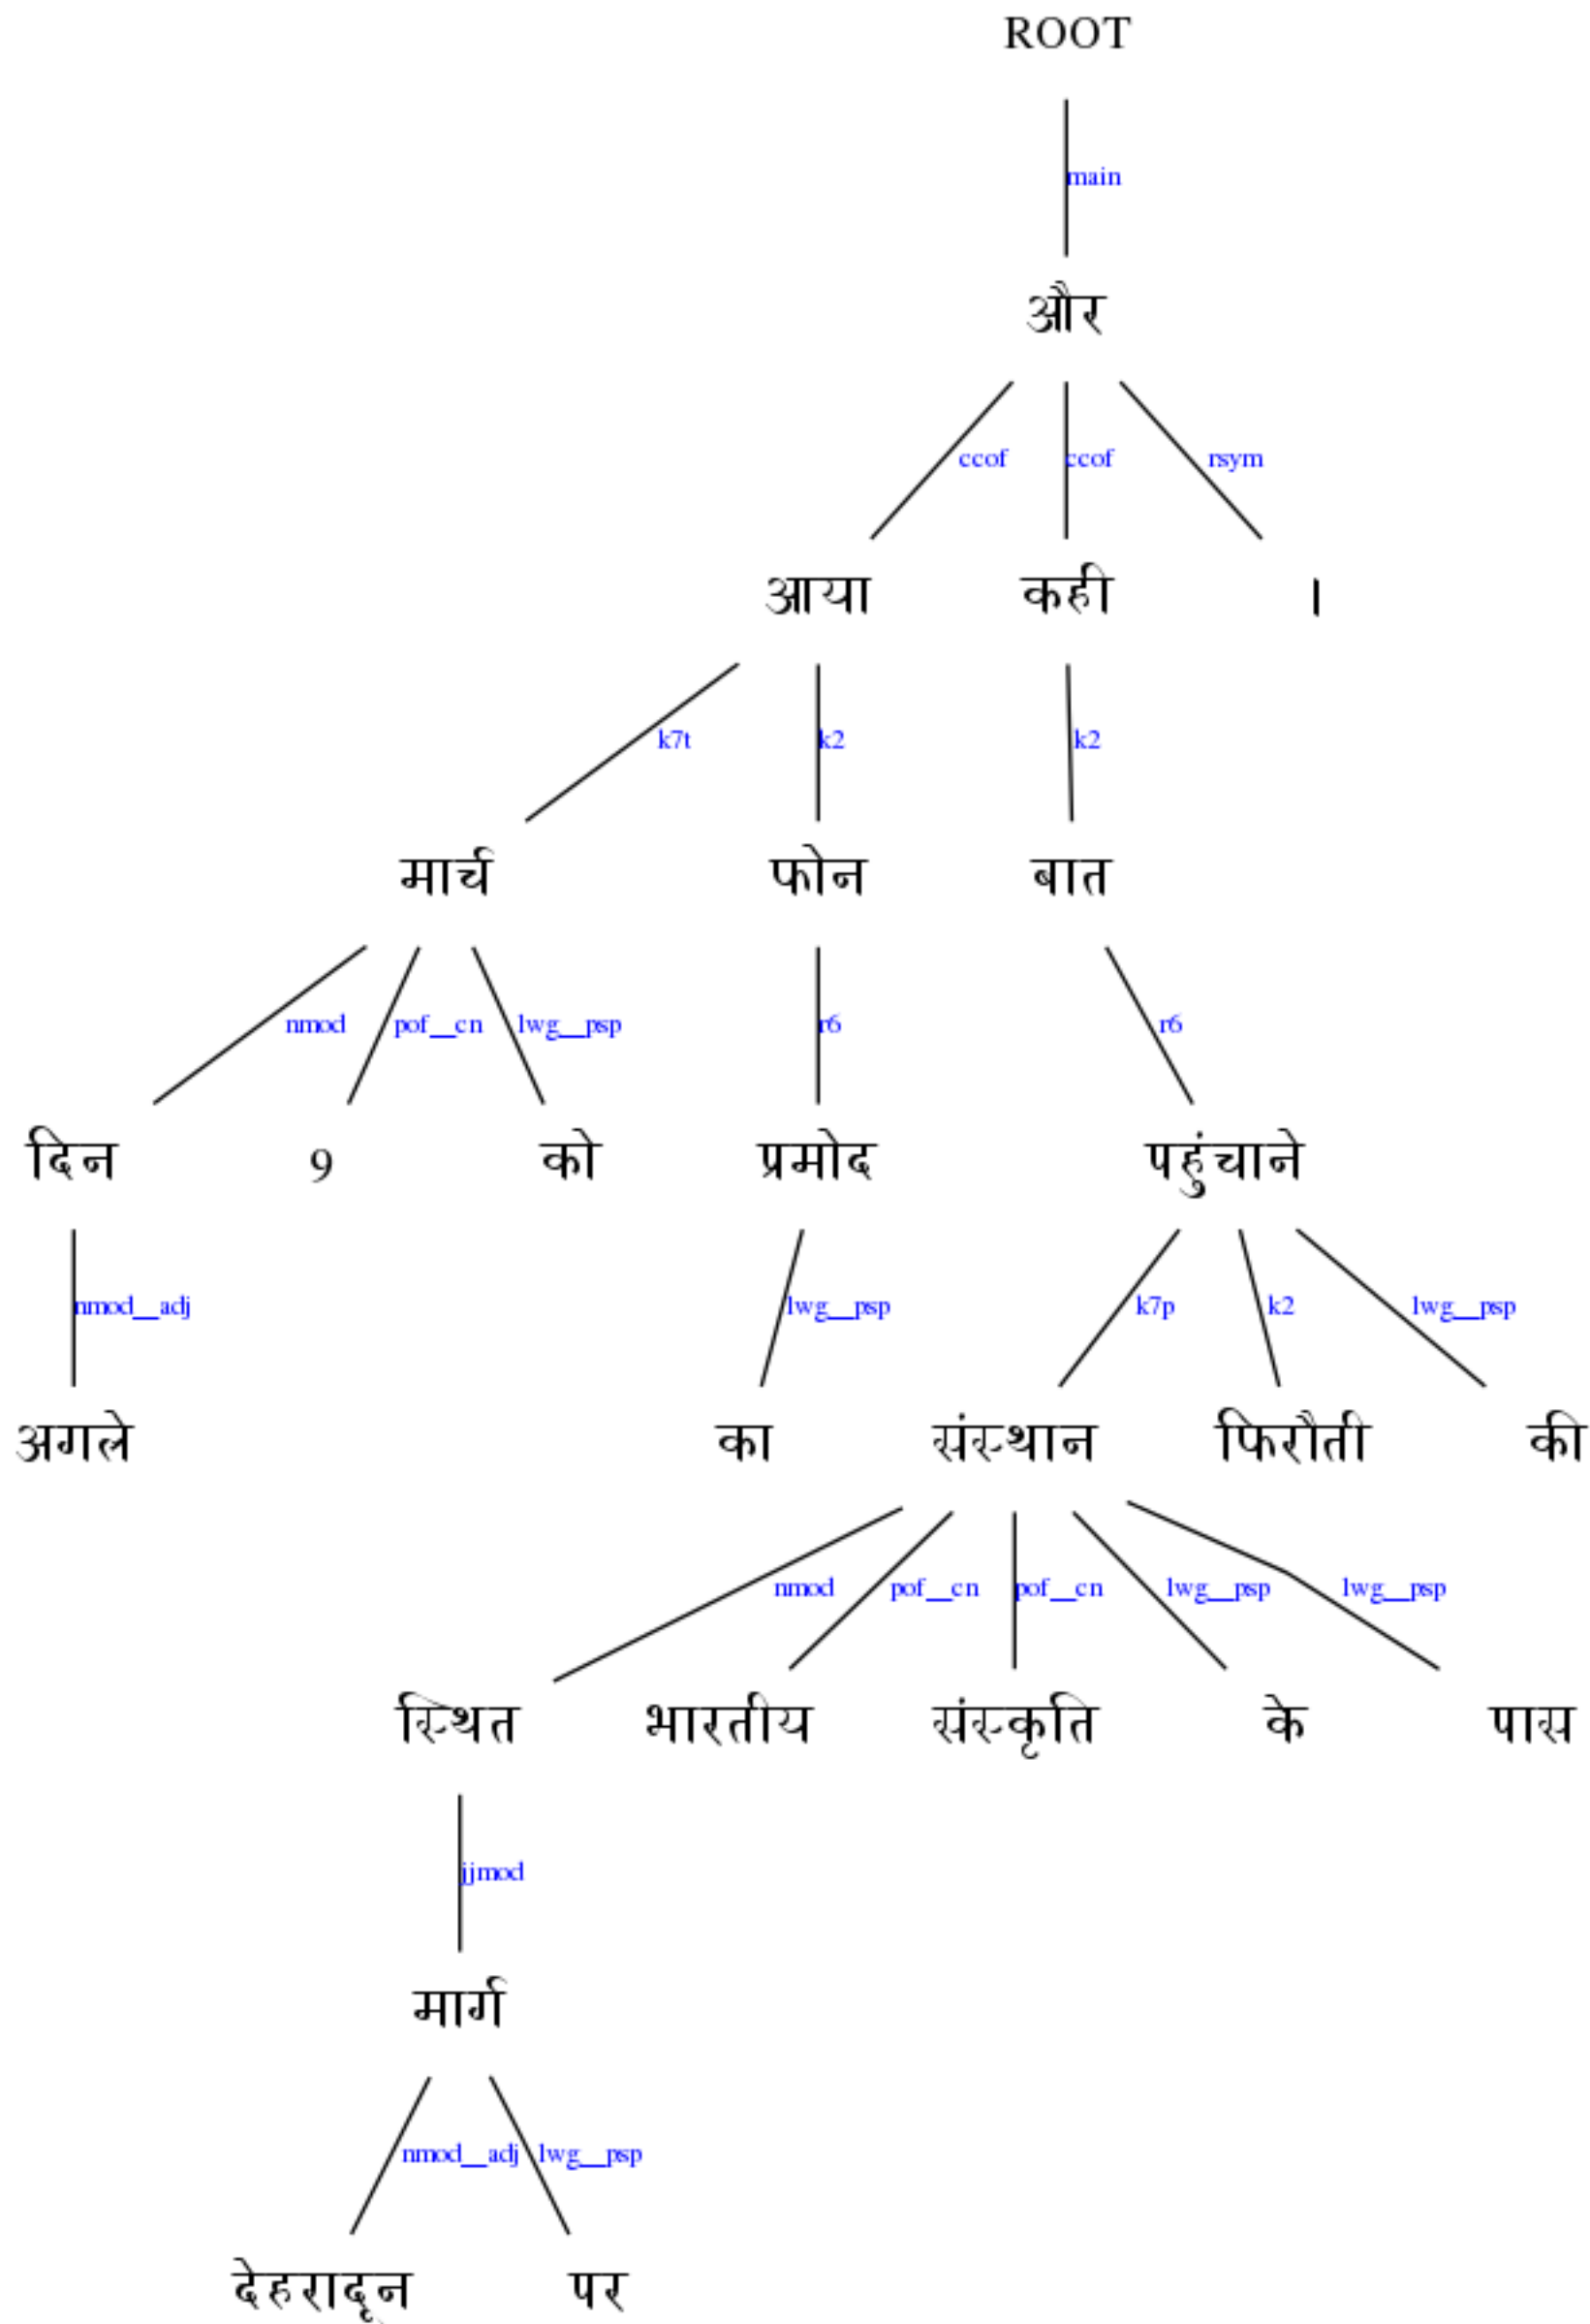 ROOT
main
और
ccof ccof rsym
आया कही ।
k7t k2 k2
मार्च फोन बात
nmod pof__cn lwg__psp r6 r6
दिन 9 को प्रमोद पहुंचाने
nmod__adj lwg__psp k7p k2 lwg__psp
अगले का संस्थान फिरौती की
nmod pof__cn pof__cn lwg__psp lwg__psp
स्थित भारतीय संस्कृति के पास
jjmod
मार्ग
nmod__adj lwg__psp
देहरादून पर